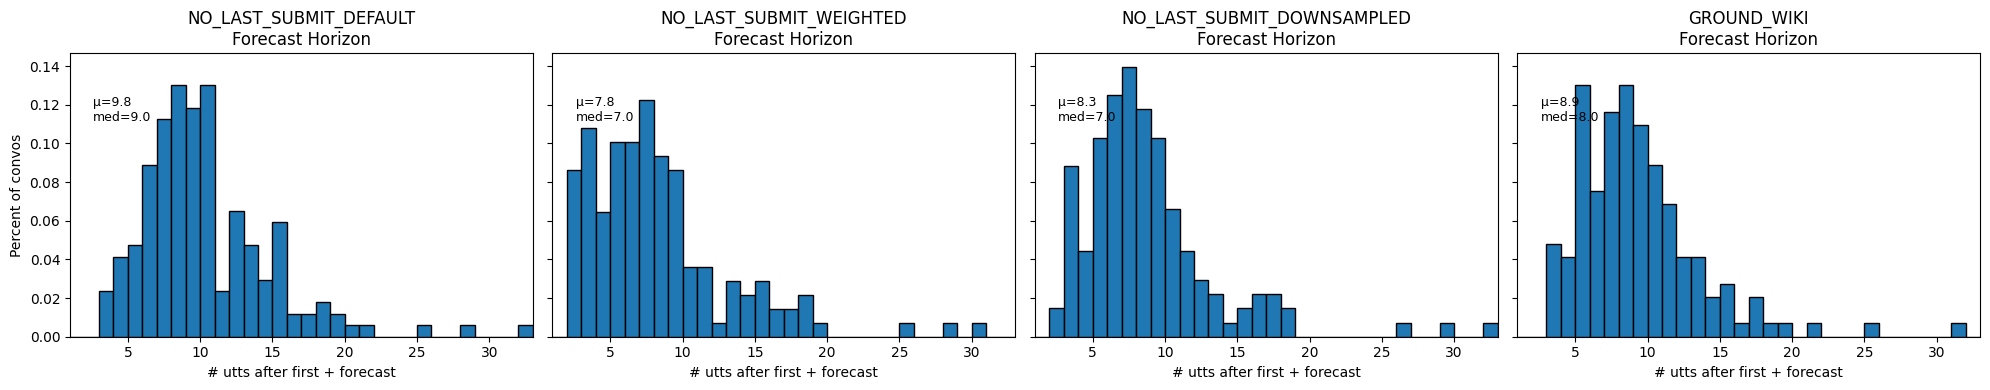 NO_LAST_SUBMIT_DEFAULT
Forecast Horizon
μ=9.8
med=9.0
Percent of convos
0.14
0.12
0.10
0.08
0.06
0.04
0.02
0.00
5 10 15 20 25 30
# utts after first + forecast
NO_LAST_SUBMIT_WEIGHTED
Forecast Horizon
μ=7.8
med=7.0
5 10 15 20 25 30
# utts after first + forecast
NO_LAST_SUBMIT_DOWNSAMPLED
Forecast Horizon
μ=8.3
med=7.0
5 10 15 20 25 30
# utts after first + forecast
GROUND_WIKI
Forecast Horizon
μ=8.9
med=8.0
5 10 15 20 25 30
# utts after first + forecast